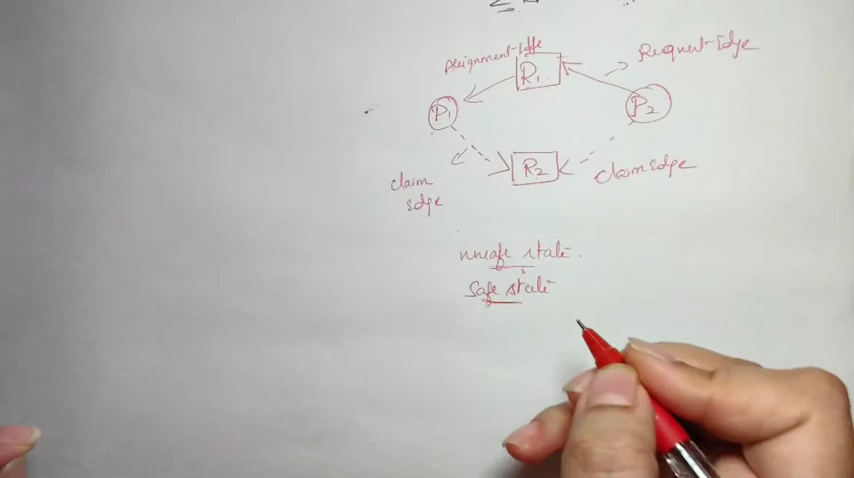 Assignment-Edge
Request-Edge
R1
P1
P2
R2
Claim
Edge
Claim Edge
unsafe state.
safe state